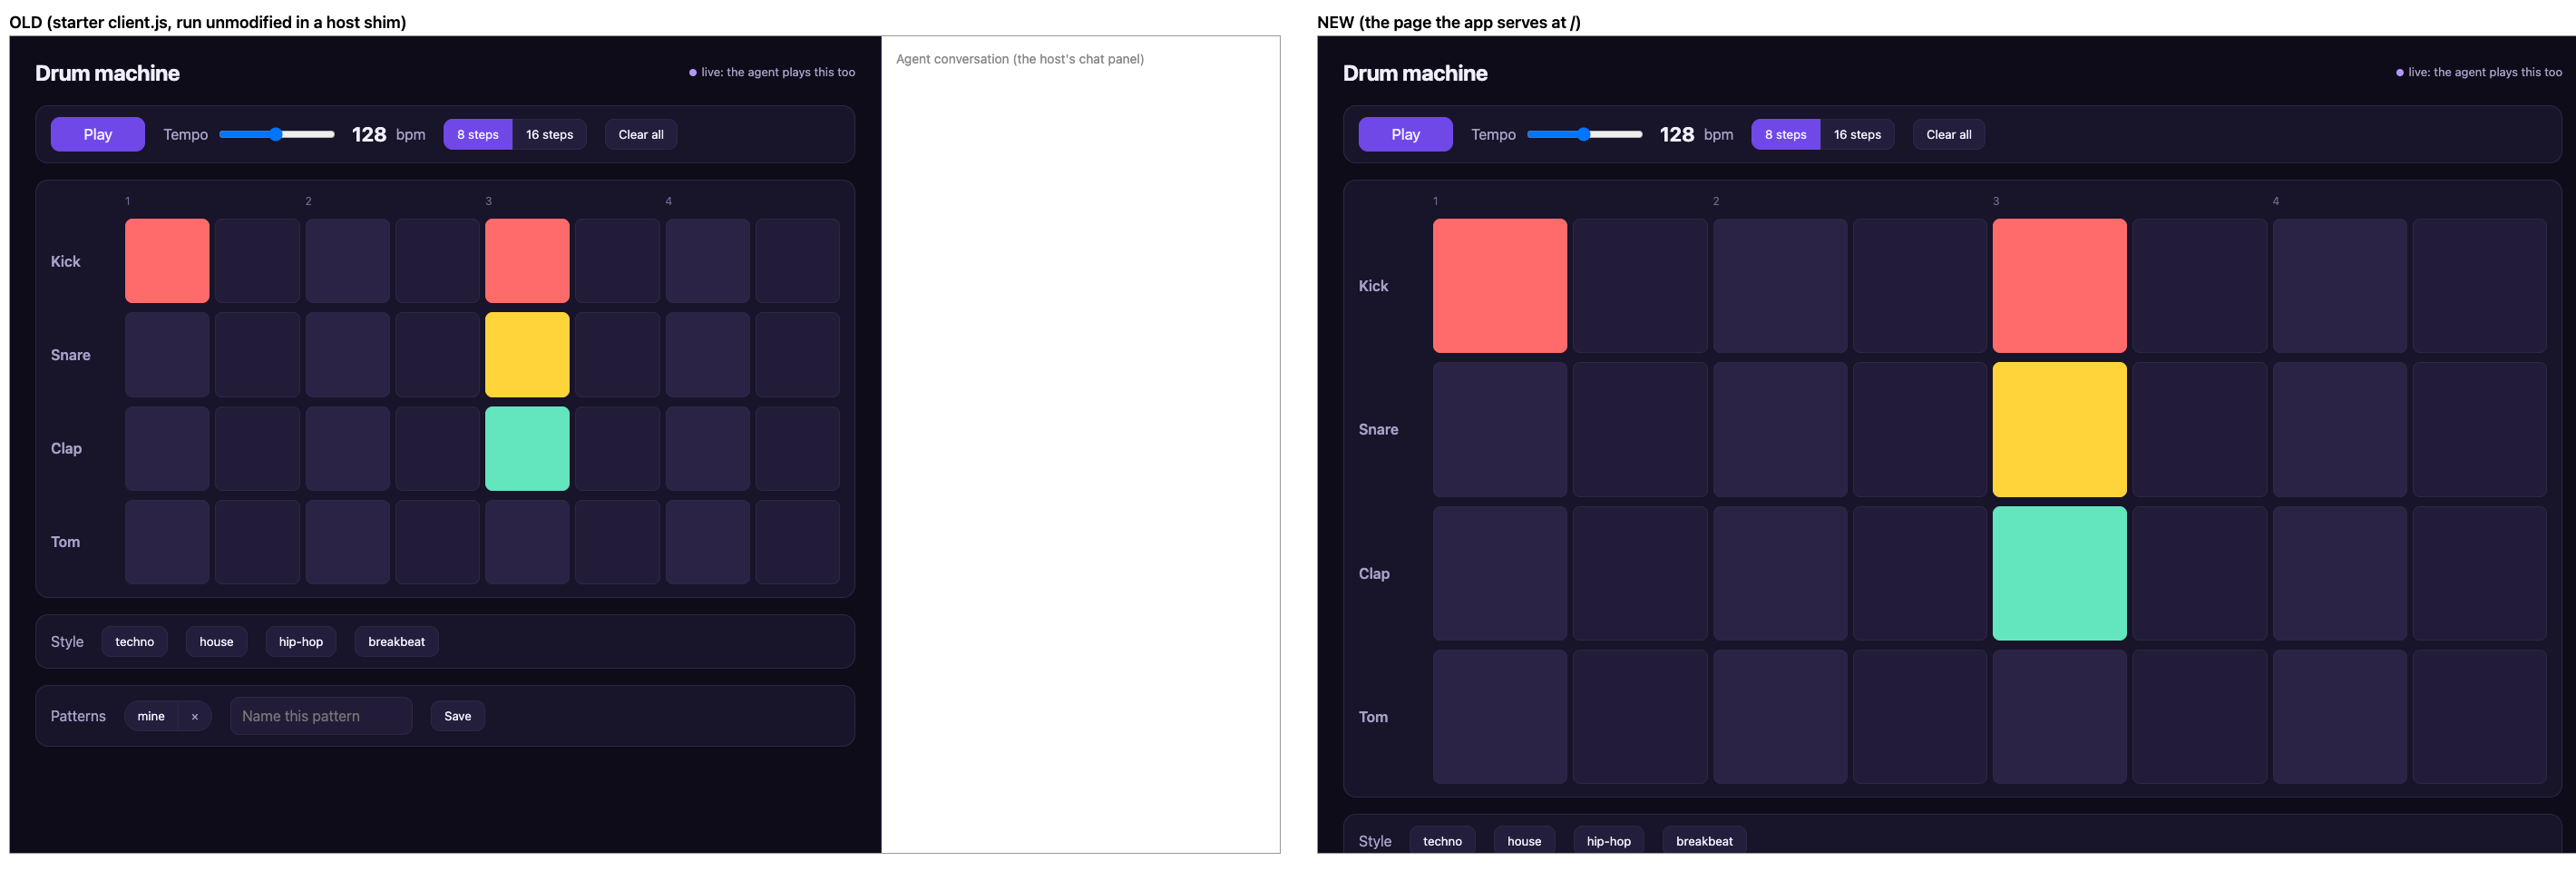 OLD (starter client.js, run unmodified in a host shim)
Drum machine
live: the agent plays this too
Play Tempo 128 bpm 8 steps 16 steps Clear all
1 2 3 4
Kick
Snare
Clap
Tom
Style techno house hip-hop breakbeat
Patterns mine × Name this pattern Save
Agent conversation (the host's chat panel)
NEW (the page the app serves at /)
Drum machine
live: the agent plays this too
Play Tempo 128 bpm 8 steps 16 steps Clear all
1 2 3 4
Kick
Snare
Clap
Tom
Style techno house hip-hop breakbeat